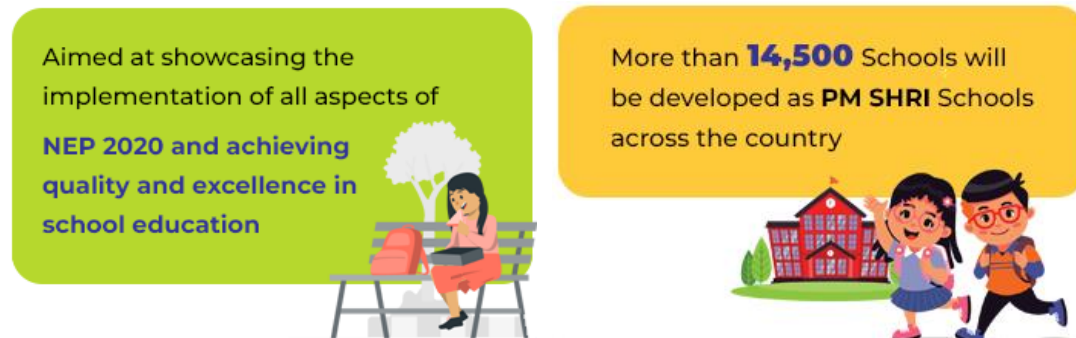 Aimed at showcasing the
implementation of all aspects of
NEP 2020 and achieving
quality and excellence in
school education
More than 14,500 Schools will
be developed as PM SHRI Schools
across the country